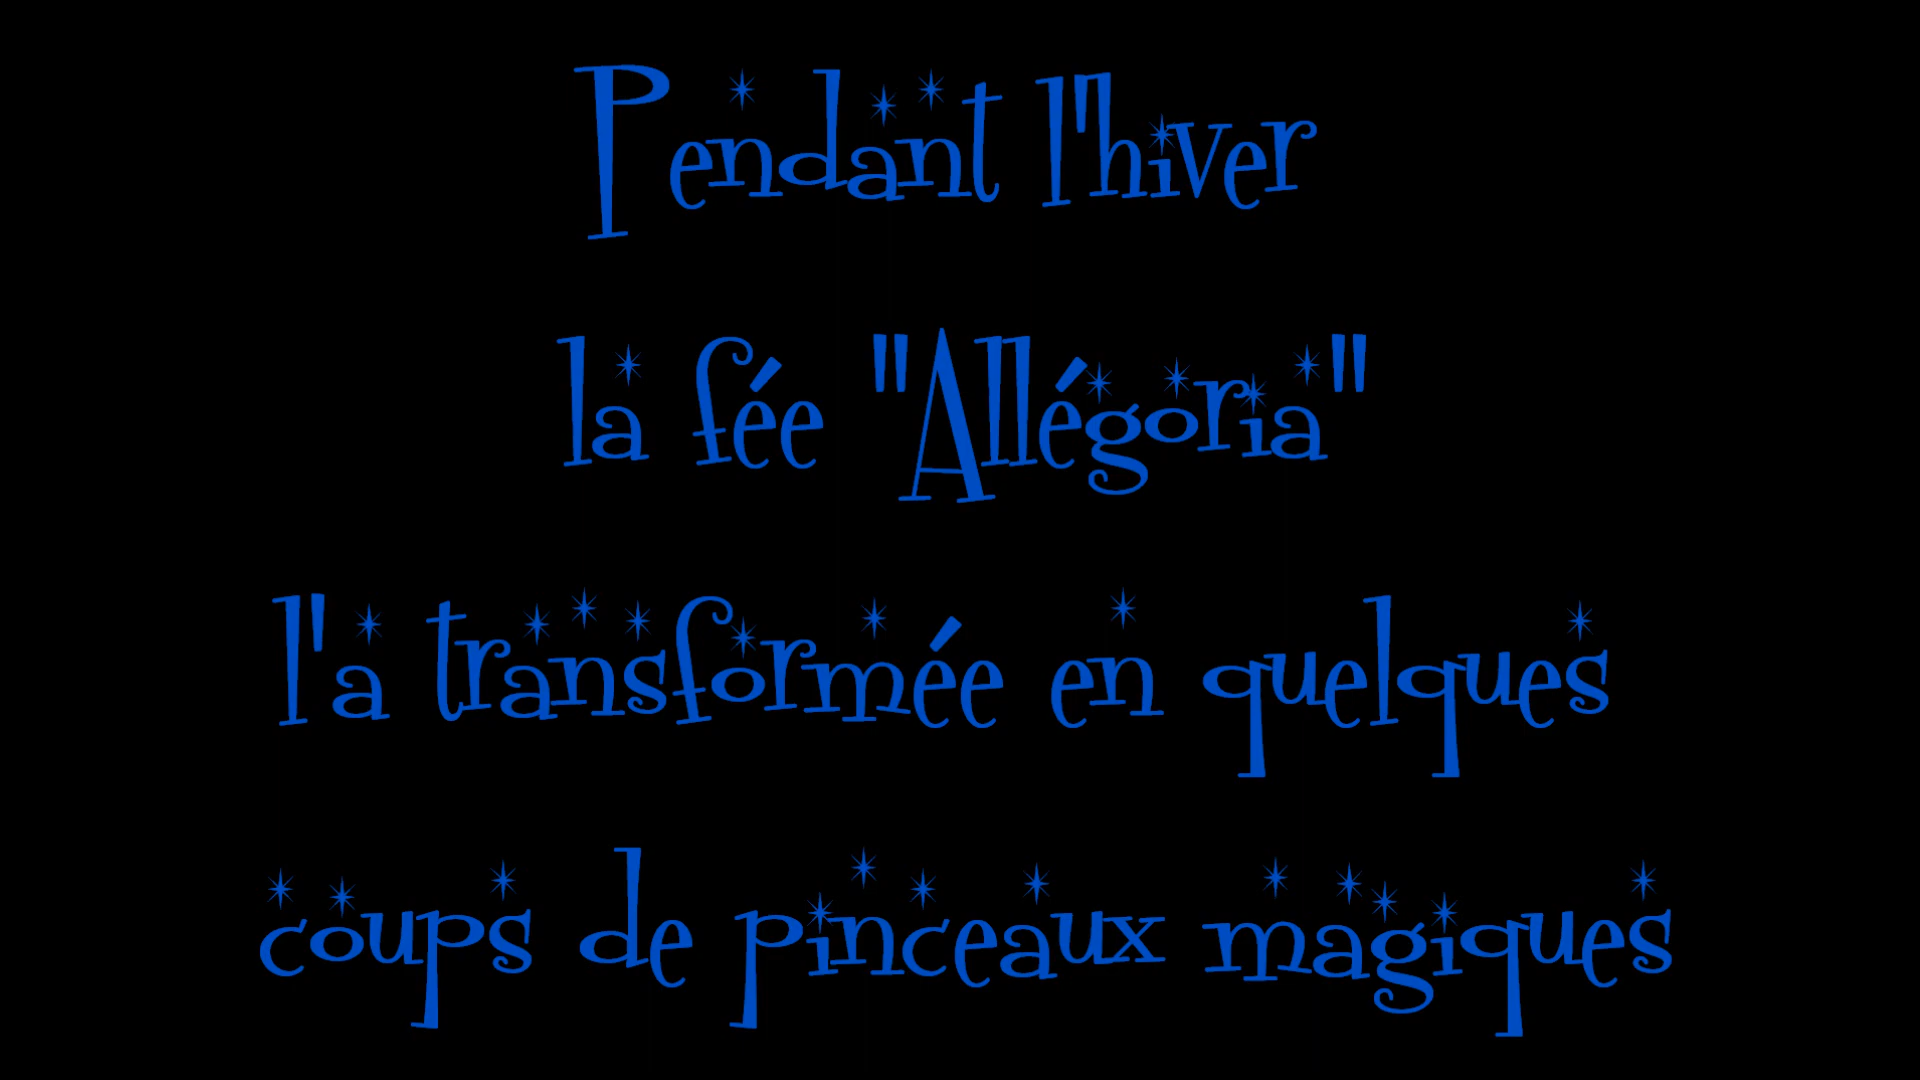 Pendant l'hiver
la fée "Allégoria"
l'a transformée en quelques
coups de pinceaux magiques